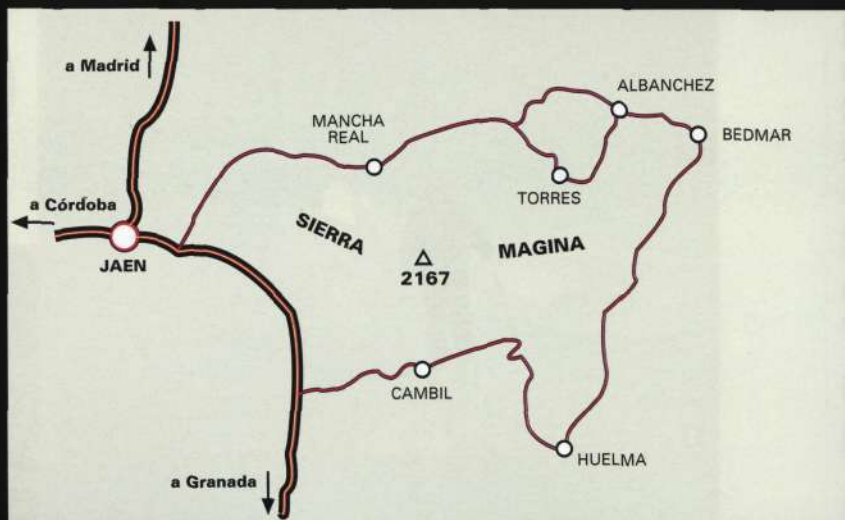 a Madrid
ALBANCHEZ
MANCHA
REAL
BEDMAR
TORRES
a Córdoba
SIERRA
MAGINA
JAEN
2167
CAMBIL
HUELMA
a Granada